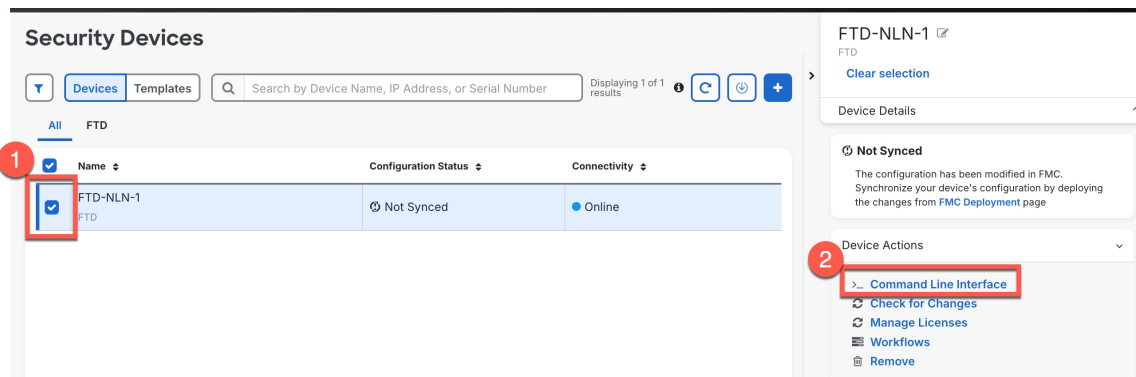 Security Devices
Devices
Templates
Search by Device Name, IP Address, or Serial Number
Displaying 1 of 1
results
All
FTD
1
Name
Configuration Status
Connectivity
FTD-NLN-1
FTD
Not Synced
Online
FTD-NLN-1
FTD
Clear selection
Device Details
Not Synced
The configuration has been modified in FMC.
Synchronize your device's configuration by deploying
the changes from FMC Deployment page
Device Actions
2
>_ Command Line Interface
Check for Changes
Manage Licenses
Workflows
Remove